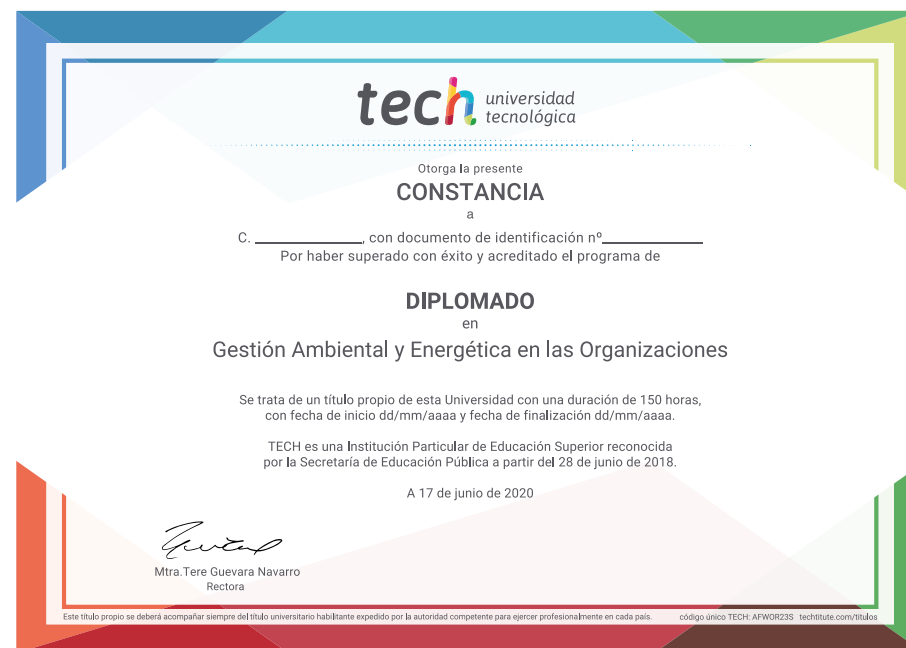 tech universidad
tecnológica
Otorga la presente
CONSTANCIA
a
C. ______________, con documento de identificación nº_____________
Por haber superado con éxito y acreditado el programa de
DIPLOMADO
en
Gestión Ambiental y Energética en las Organizaciones
Se trata de un título propio de esta Universidad con una duración de 150 horas,
con fecha de inicio dd/mm/aaaa y fecha de finalización dd/mm/aaaa.
TECH es una Institución Particular de Educación Superior reconocida
por la Secretaría de Educación Pública a partir del 28 de junio de 2018.
A 17 de junio de 2020
Mtra.Tere Guevara Navarro
Rectora
Este título propio se deberá acompañar siempre del título universitario habilitante expedido por la autoridad competente para ejercer profesionalmente en cada país. código único TECH: AFWOR23S techtitute.com/titulos